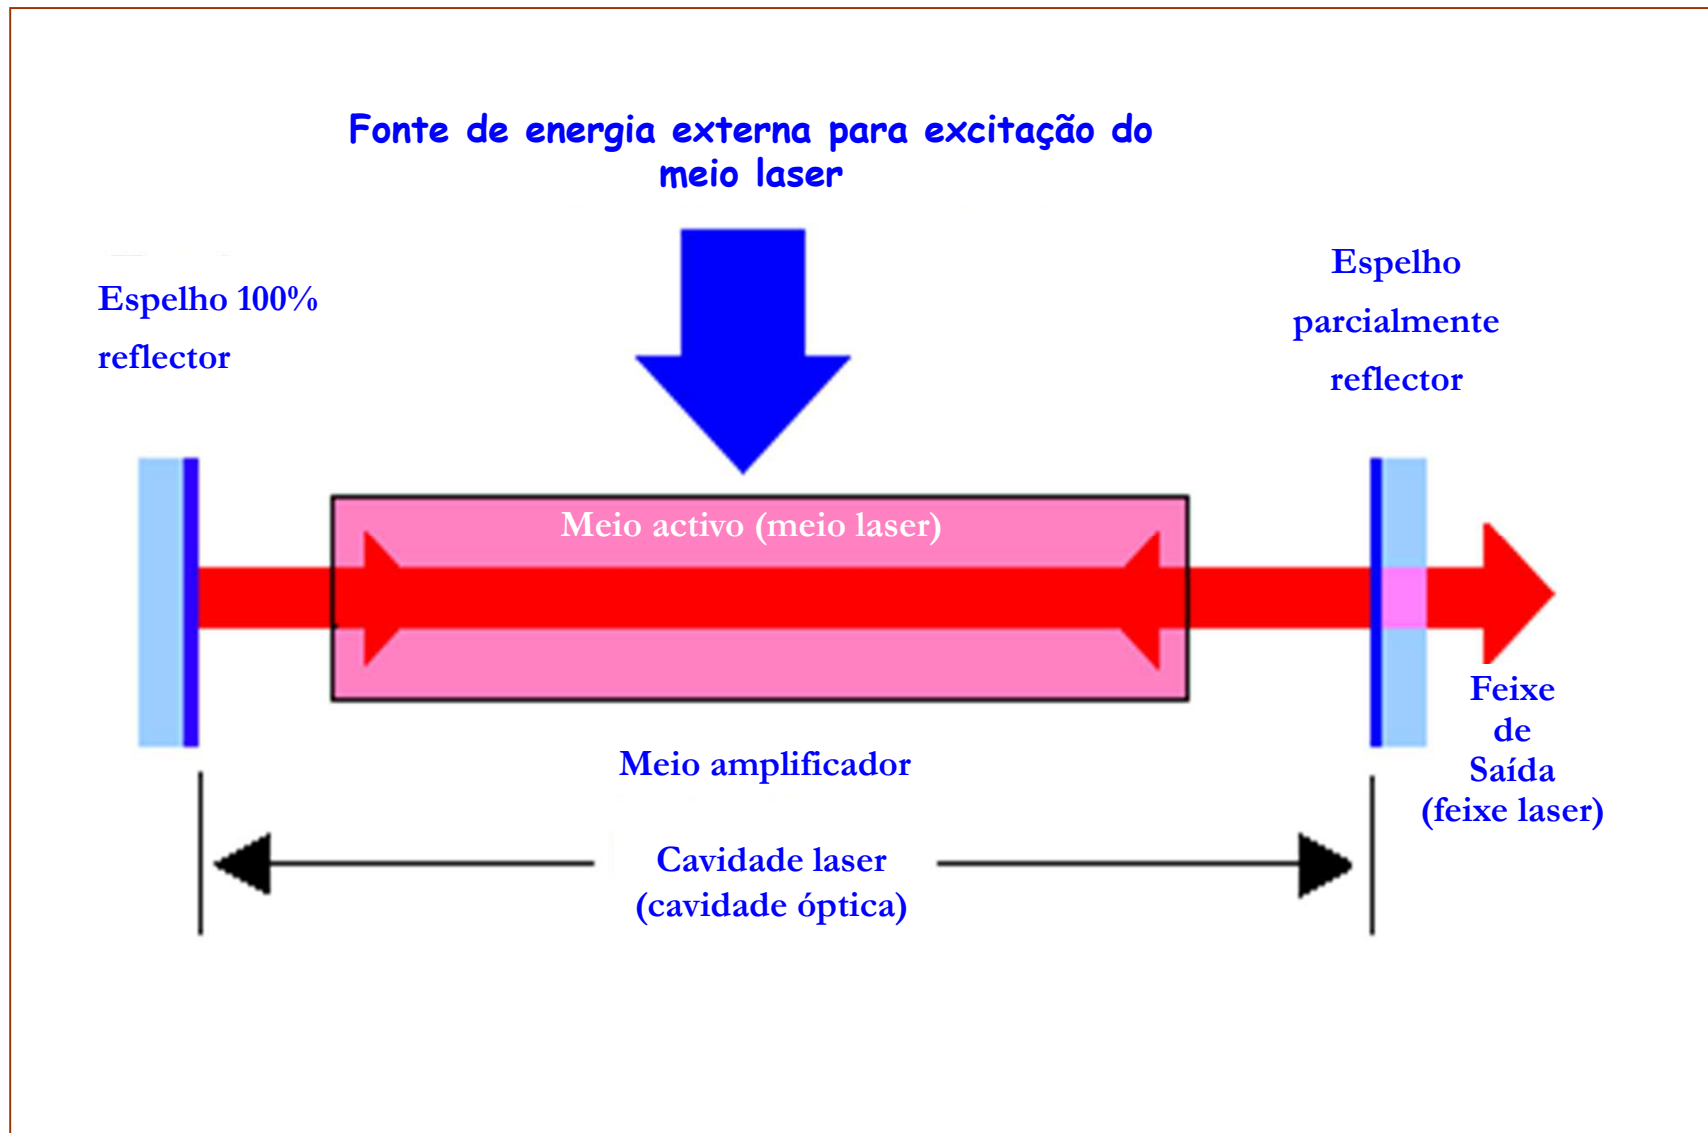 Fonte de energia externa para excitação do
meio laser
Espelho 100%
reflector
Espelho
parcialmente
reflector
Meio activo (meio laser)
Feixe
de
Saída
(feixe laser)
Meio amplificador
Cavidade laser
(cavidade óptica)